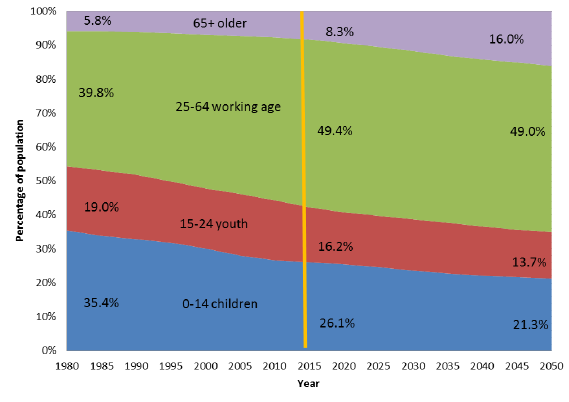 100%
90%
80%
70%
60%
50%
40%
30%
20%
10%
0%
Percentage of population
5.8% 65+ older 8.3% 16.0%
39.8% 25-64 working age 49.4% 49.0%
19.0% 15-24 youth 16.2% 13.7%
35.4% 0-14 children 26.1% 21.3%
1980 1985 1990 1995 2000 2005 2010 2015 2020 2025 2030 2035 2040 2045 2050
Year